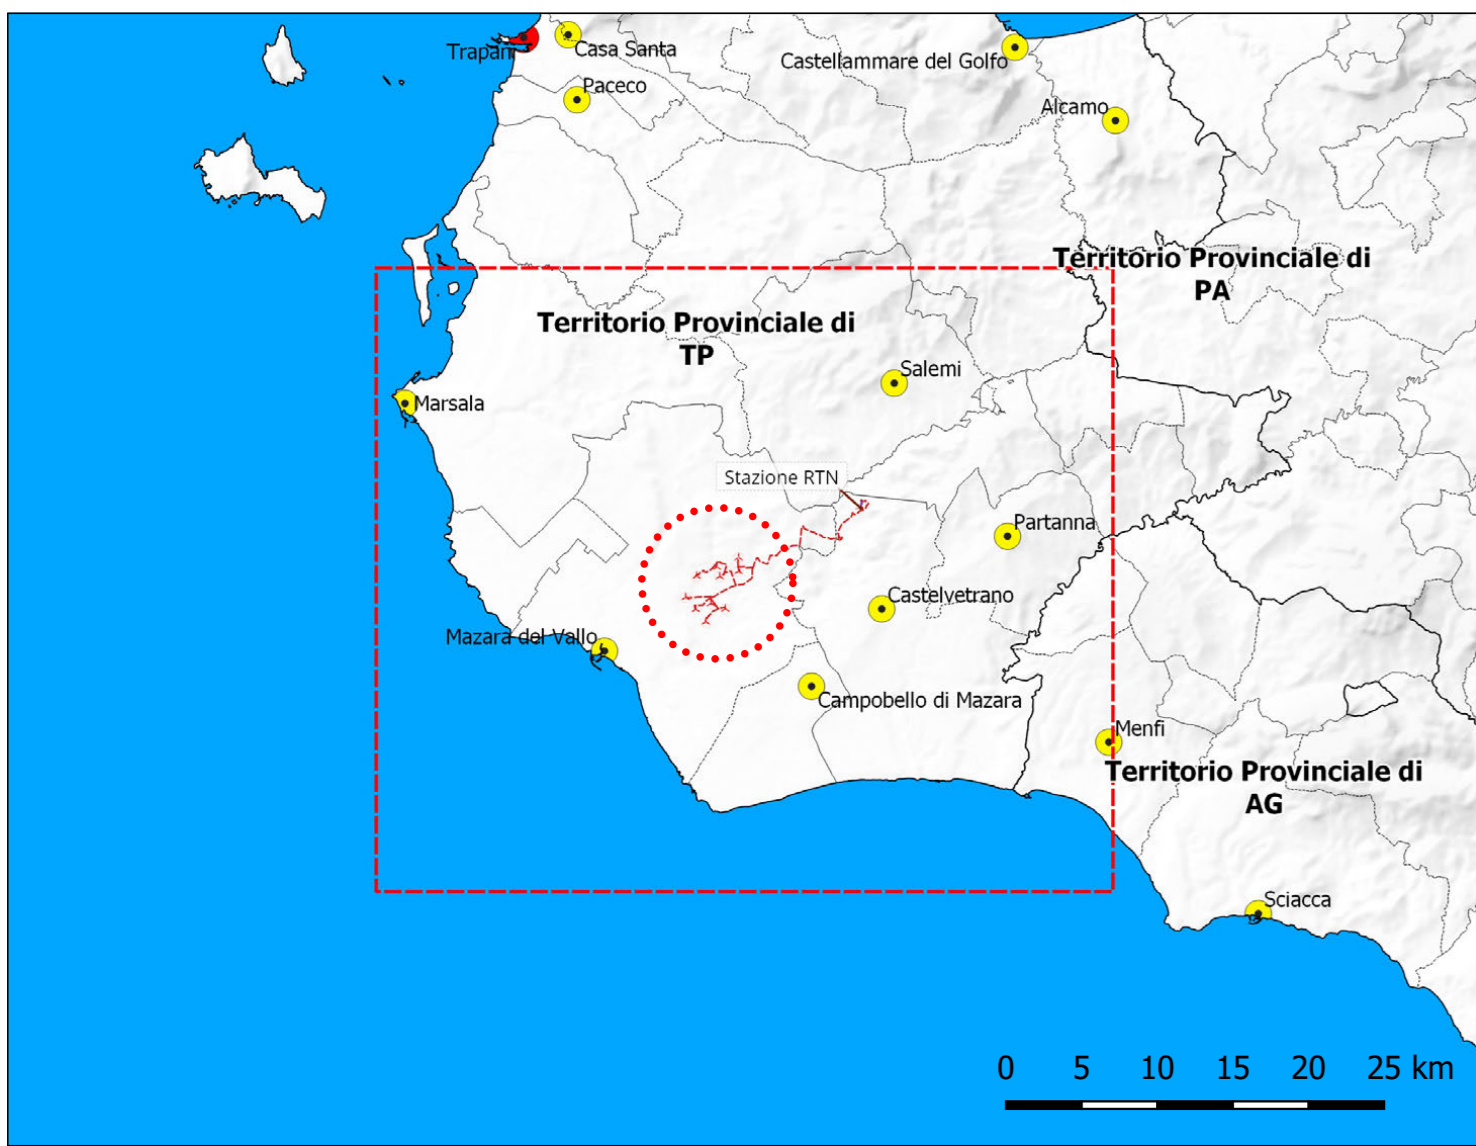 Trapani
Casa Santa
Castellammare del Golfo
Paceco
Alcamo
Territorio Provinciale di
PA
Territorio Provinciale di
TP
Salemi
Marsala
Stazione RTN
Partanna
Castelvetrano
Mazara del Vallo
Campobello di Mazara
Menfi
Territorio Provinciale di
AG
Sciacca
0 5 10 15 20 25 km